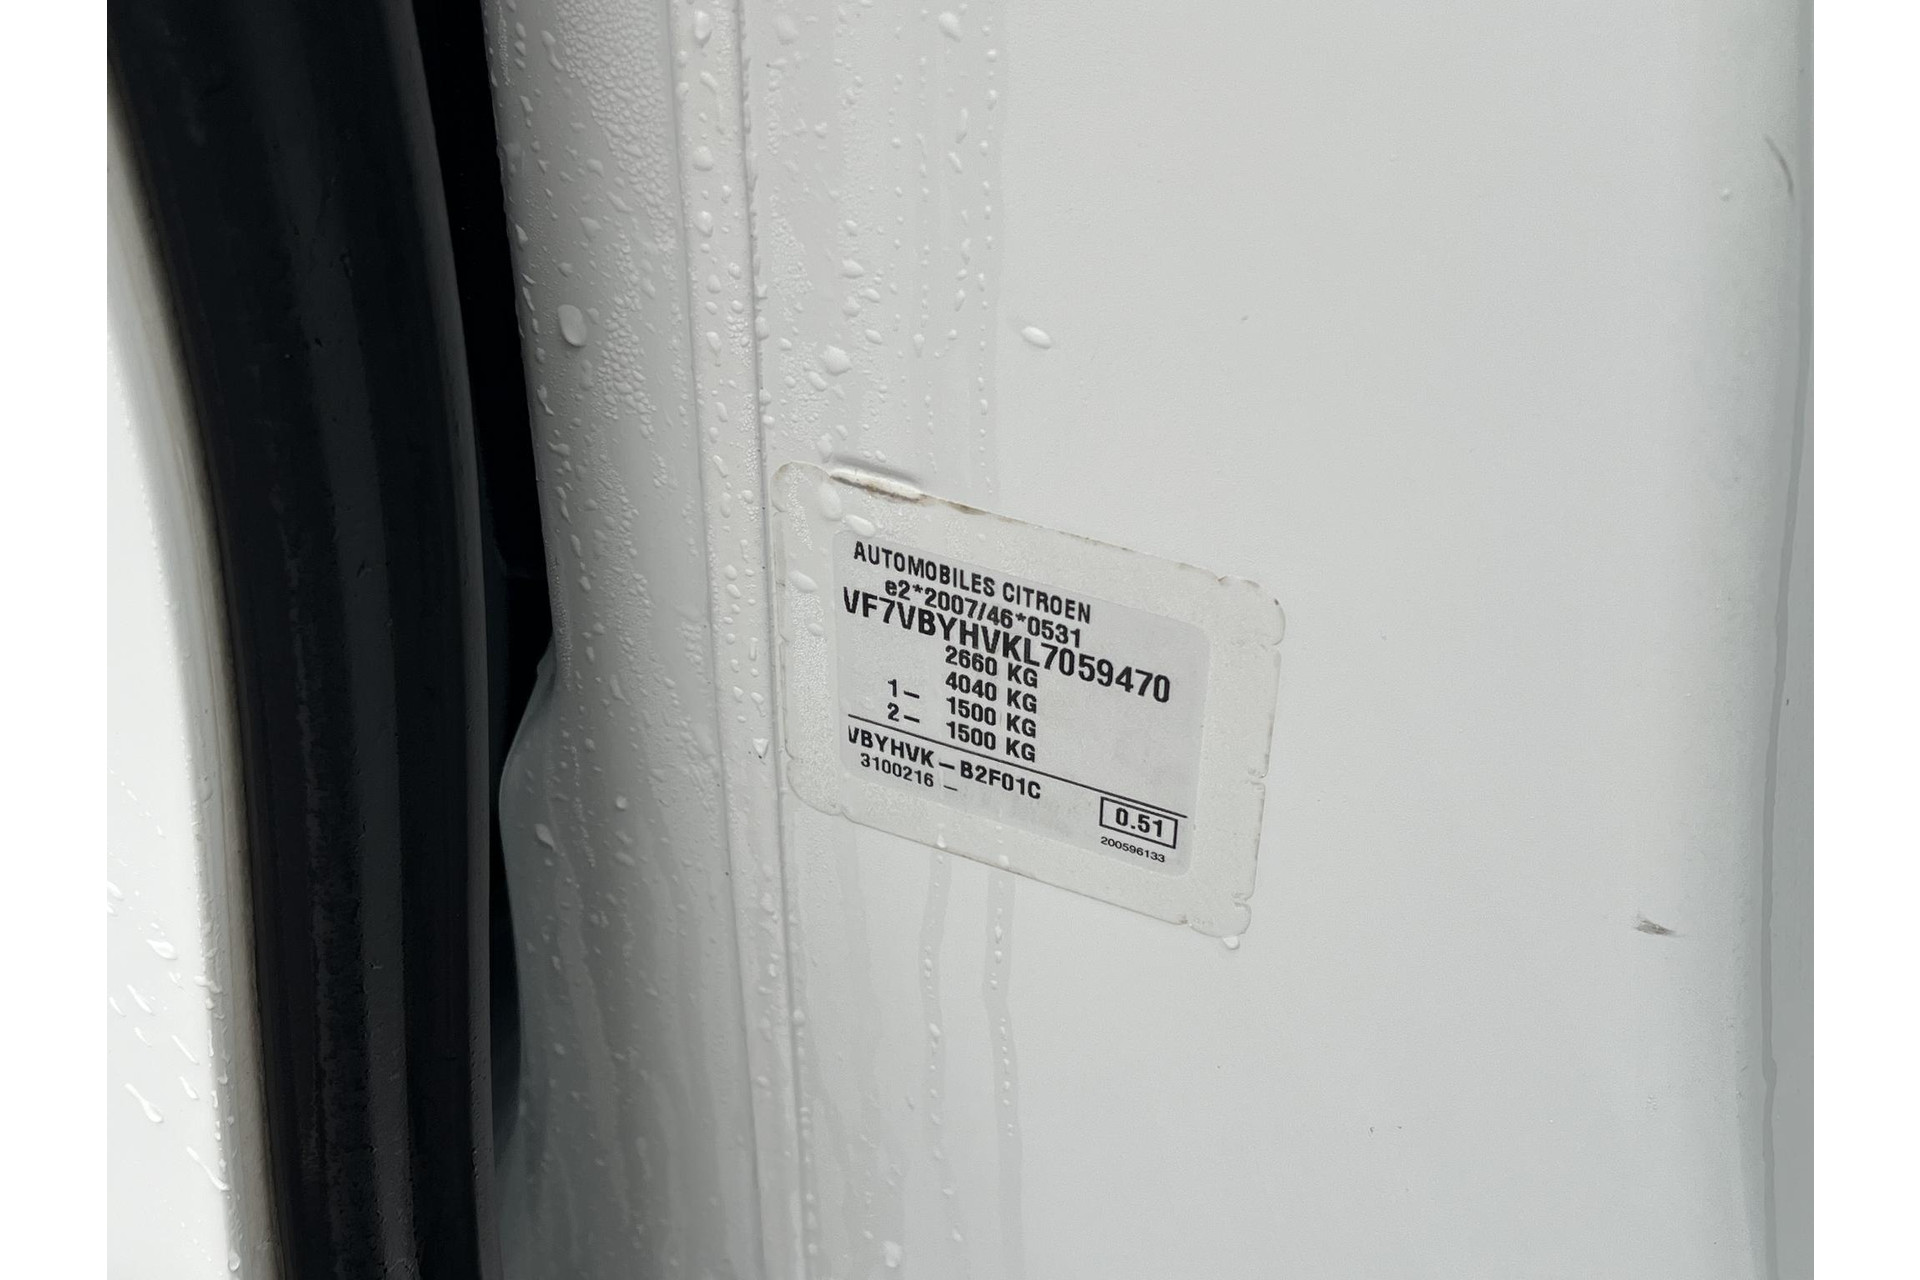 AUTOMOBILES CITROEN
e2*2007/46*0531
VF7VBYHVKL7059470
2660 KG
4040 KG
1– 1500 KG
2– 1500 KG
VBYHVK – B2F01C
3100216 –
0.51
200596133